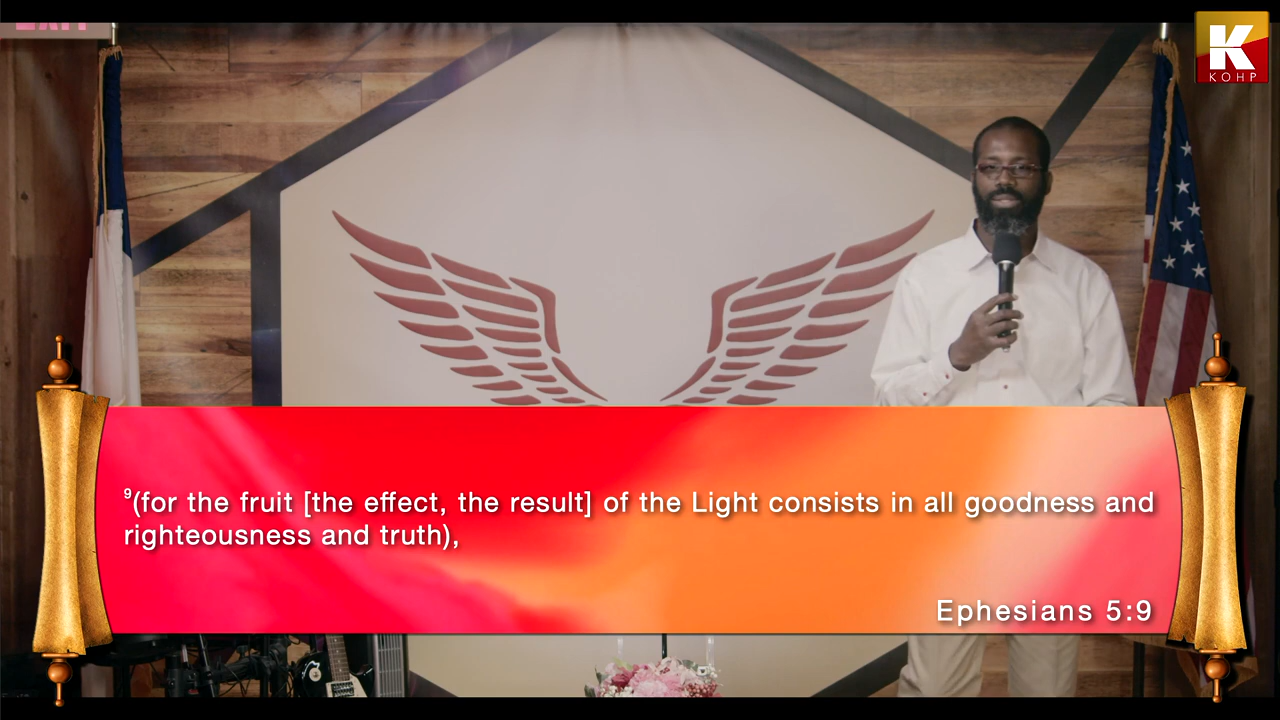 EXIT
K
KOHP
⁹(for the fruit [the effect, the result] of the Light consists in all goodness and
righteousness and truth),
Ephesians 5:9